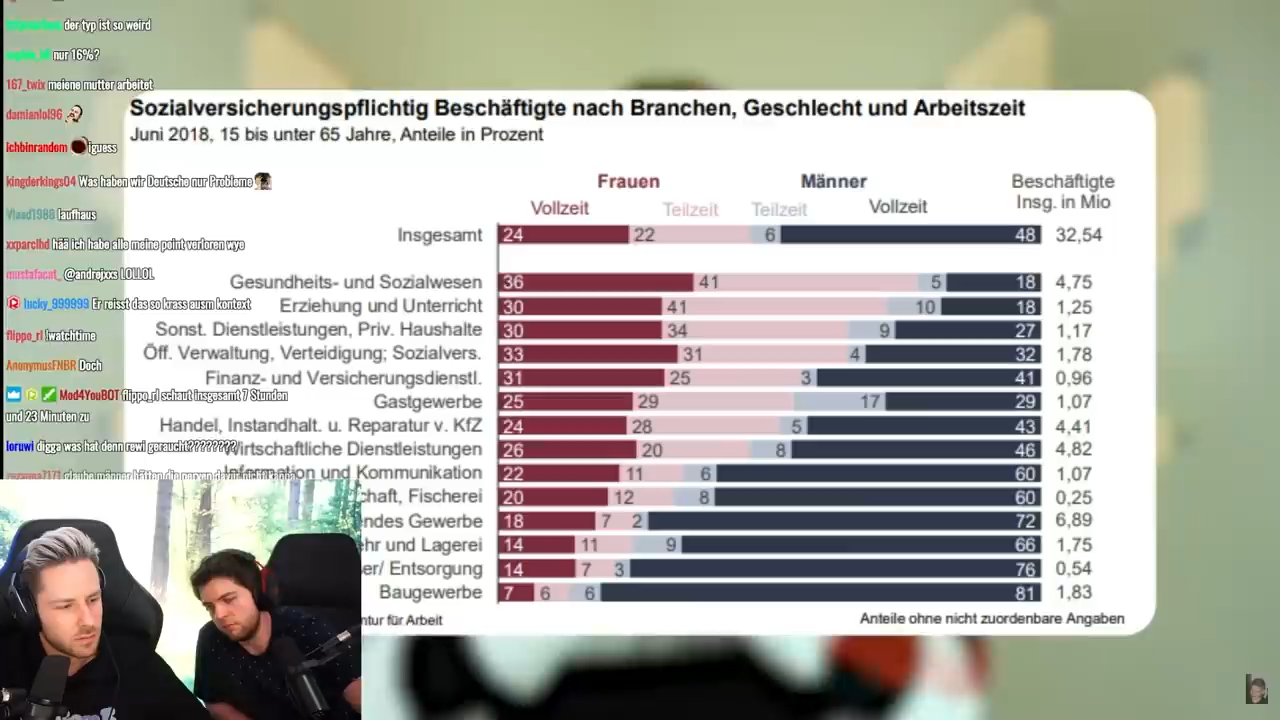 der typ ist so weird
nur 16%?
167_twix meiene mutter arbeitet
damianlol96
ichbinrandom iguess
kingderkings04 Was haben wir Deutsche nur Probleme
Vlaad1986 laufhaus
xxparclhd hää ich habe alle meine point verloren wye
mustafacat_ @andrejxxs LOLLOL
lucky_999999 Er reisst das so krass ausm kontext
flippo_rl !watchtime
AnonymusFNBR Doch
Mod4YouBOT flippo_rl schaut insgesamt 7 Stunden
und 23 Minuten zu
loruwi digga was hat denn rewi geraucht????????
Sozialversicherungspflichtig Beschäftigte nach Branchen, Geschlecht und Arbeitszeit
Juni 2018, 15 bis unter 65 Jahre, Anteile in Prozent
Frauen Männer Beschäftigte
Vollzeit Teilzeit Teilzeit Vollzeit Insg. in Mio
Insgesamt 24 22 6 48 32,54
Gesundheits- und Sozialwesen 36 41 5 18 4,75
Erziehung und Unterricht 30 41 10 18 1,25
Sonst. Dienstleistungen, Priv. Haushalte 30 34 9 27 1,17
Öff. Verwaltung, Verteidigung; Sozialvers. 33 31 4 32 1,78
Finanz- und Versicherungsdienstl. 31 25 3 41 0,96
Gastgewerbe 25 29 17 29 1,07
Handel, Instandhalt. u. Reparatur v. KfZ 24 28 5 43 4,41
Wirtschaftliche Dienstleistungen 26 20 8 46 4,82
und Kommunikation 22 11 6 60 1,07
chaft, Fischerei 20 12 8 60 0,25
ndes Gewerbe 18 7 2 72 6,89
hr und Lagerei 14 11 9 66 1,75
er/ Entsorgung 14 7 3 76 0,54
Baugewerbe 7 6 6 81 1,83
ntur für Arbeit Anteile ohne nicht zuordenbare Angaben